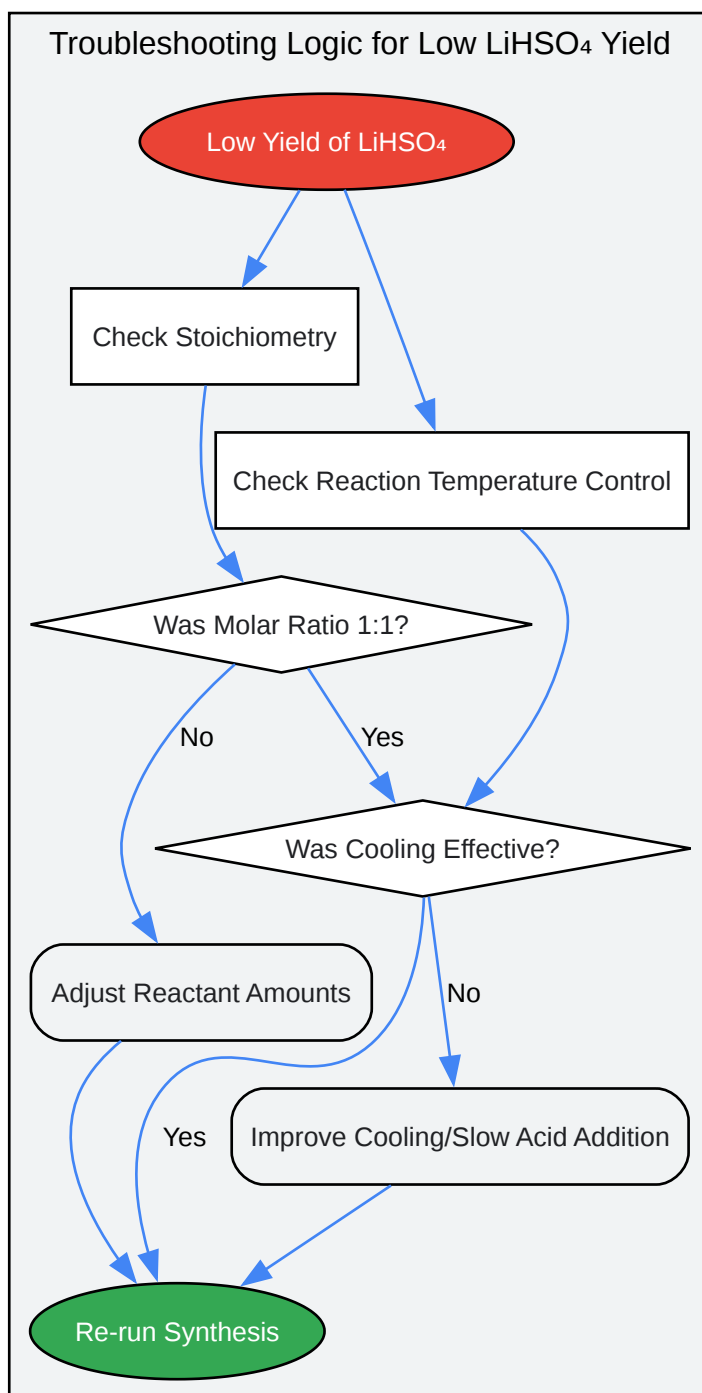 Troubleshooting Logic for Low LiHSO₄ Yield
Low Yield of LiHSO₄
Check Stoichiometry
Check Reaction Temperature Control
Was Molar Ratio 1:1?
No
Yes
Was Cooling Effective?
Adjust Reactant Amounts
No
Yes
Improve Cooling/Slow Acid Addition
Re-run Synthesis